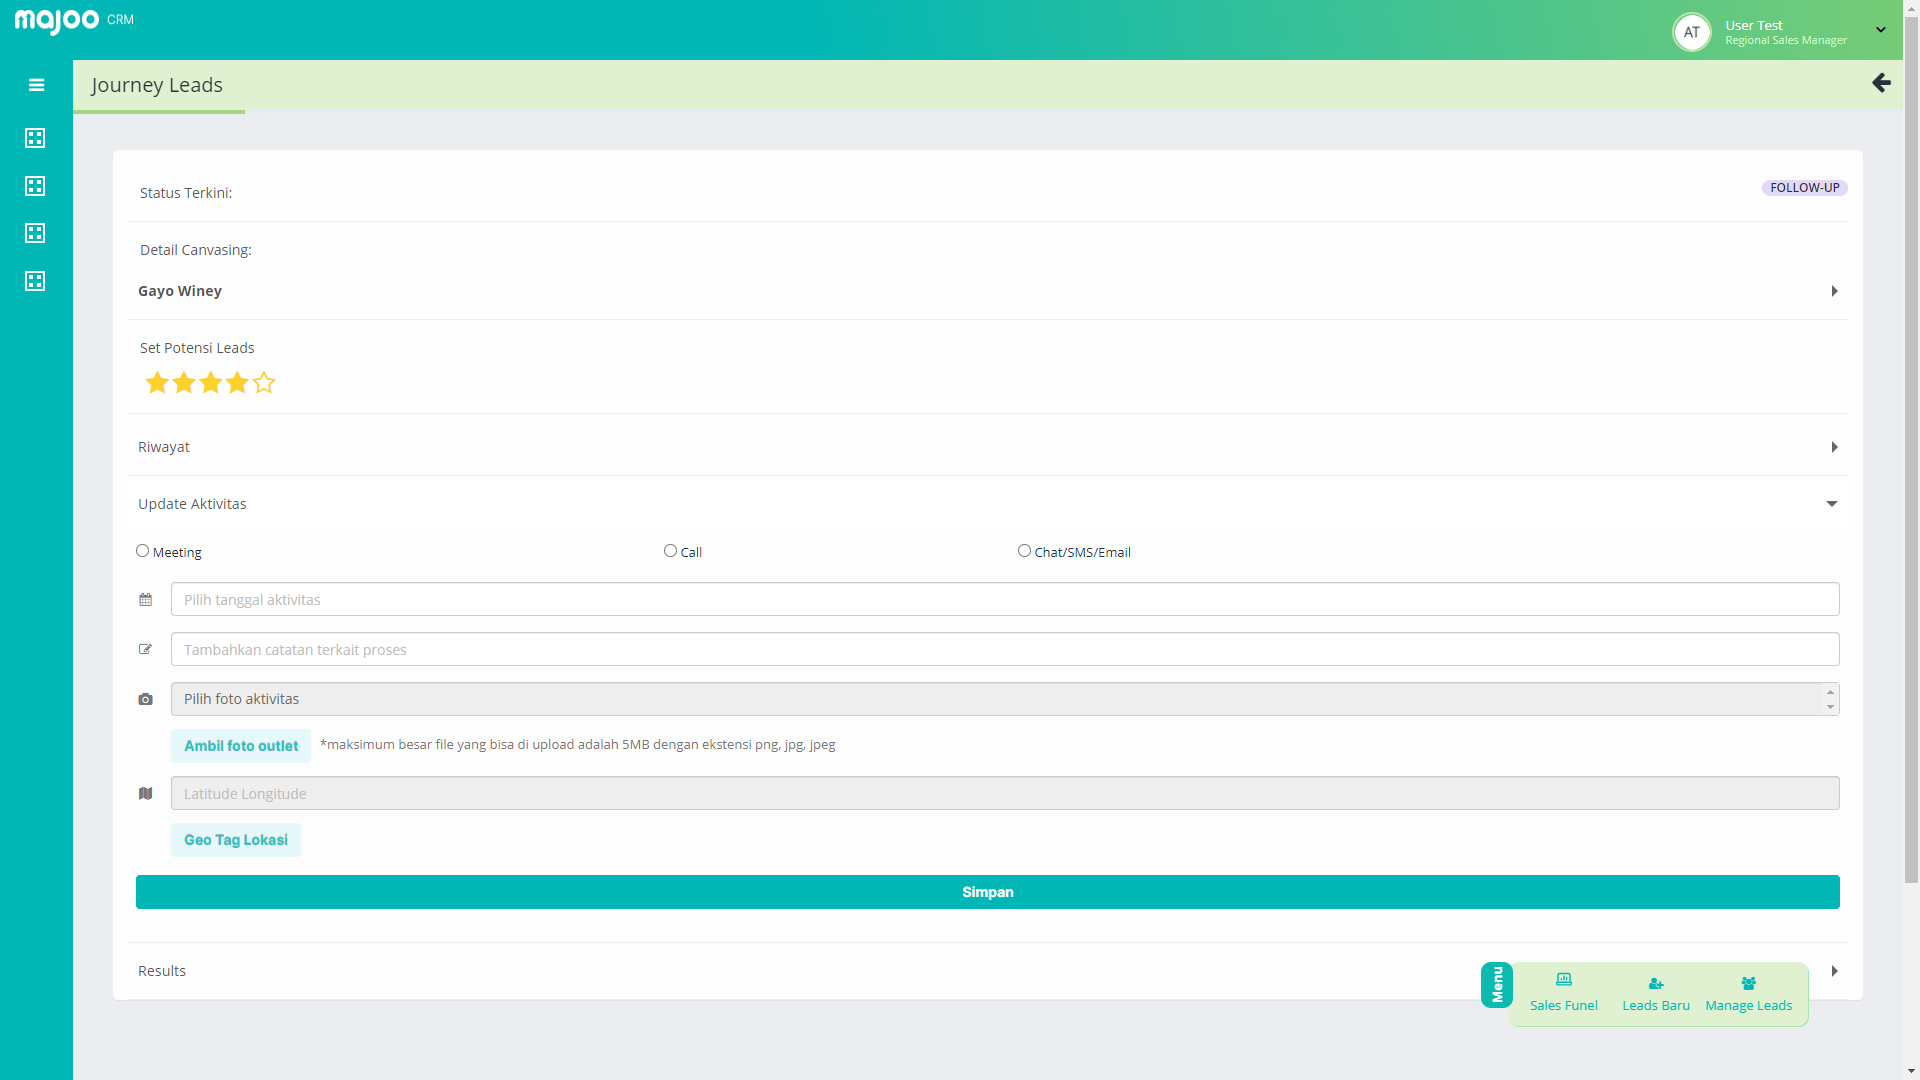 majoo CRM
AT
User Test
Regional Sales Manager
Journey Leads
Status Terkini:
FOLLOW-UP
Detail Canvasing:
Gayo Winey
Set Potensi Leads
Riwayat
Update Aktivitas
Meeting
Call
Chat/SMS/Email
Pilih tanggal aktivitas
Tambahkan catatan terkait proses
Pilih foto aktivitas
Ambil foto outlet
*maksimum besar file yang bisa di upload adalah 5MB dengan ekstensi png, jpg, jpeg
Latitude Longitude
Geo Tag Lokasi
Simpan
Results
Menu
Sales Funel
Leads Baru
Manage Leads